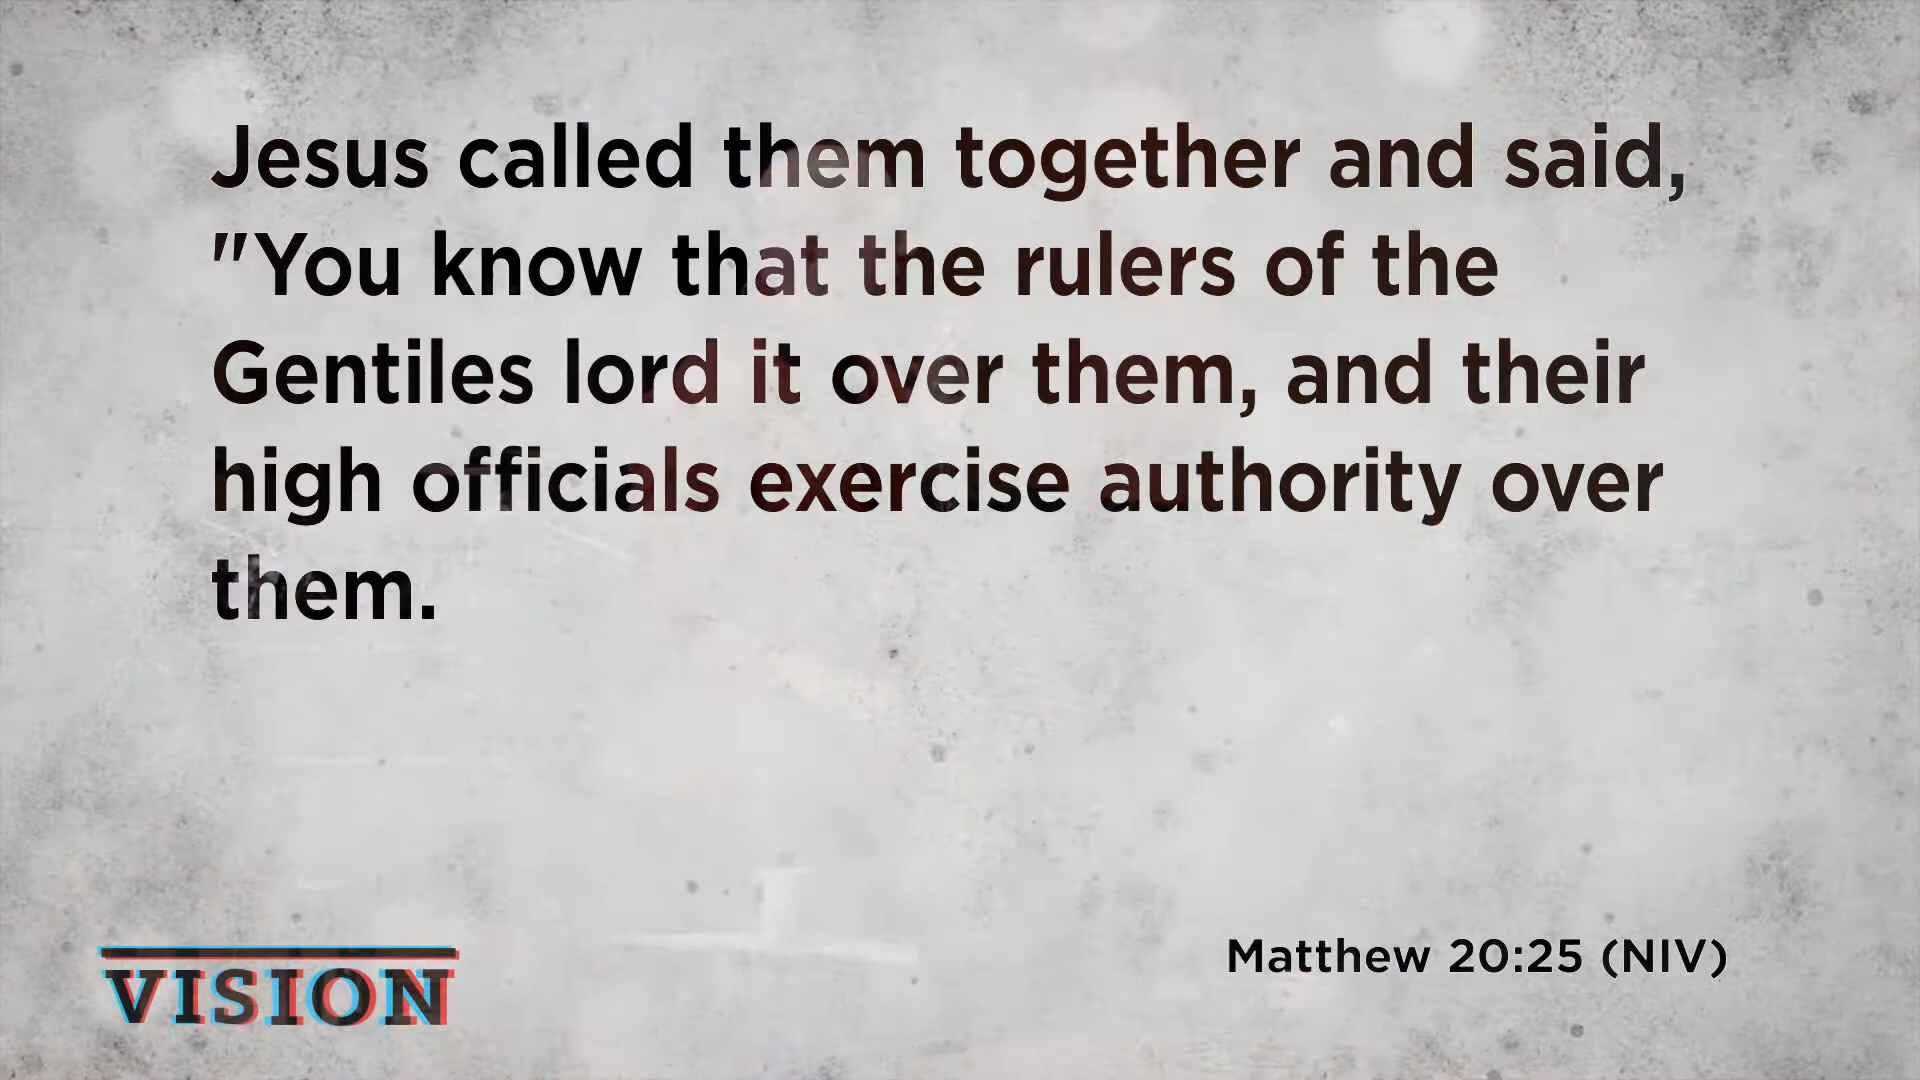 Jesus called them together and said,
"You know that the rulers of the
Gentiles lord it over them, and their
high officials exercise authority over
them.
Matthew 20:25 (NIV)
VISION